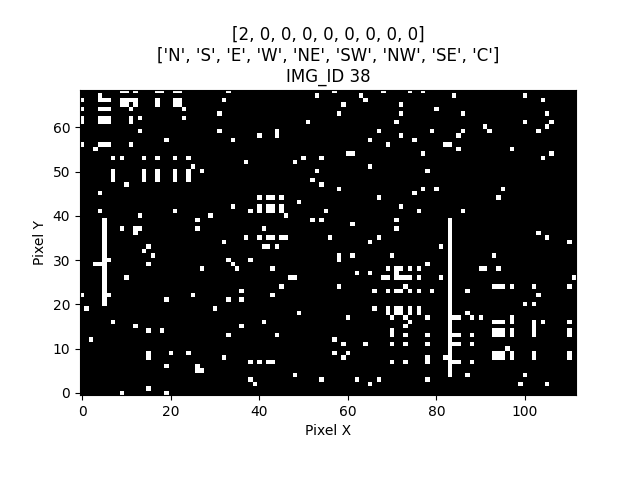 [2, 0, 0, 0, 0, 0, 0, 0, 0]
['N', 'S', 'E', 'W', 'NE', 'SW', 'NW', 'SE', 'C']
IMG_ID 38
Pixel Y
60
50
40
30
20
10
0
0 20 40 60 80 100
Pixel X